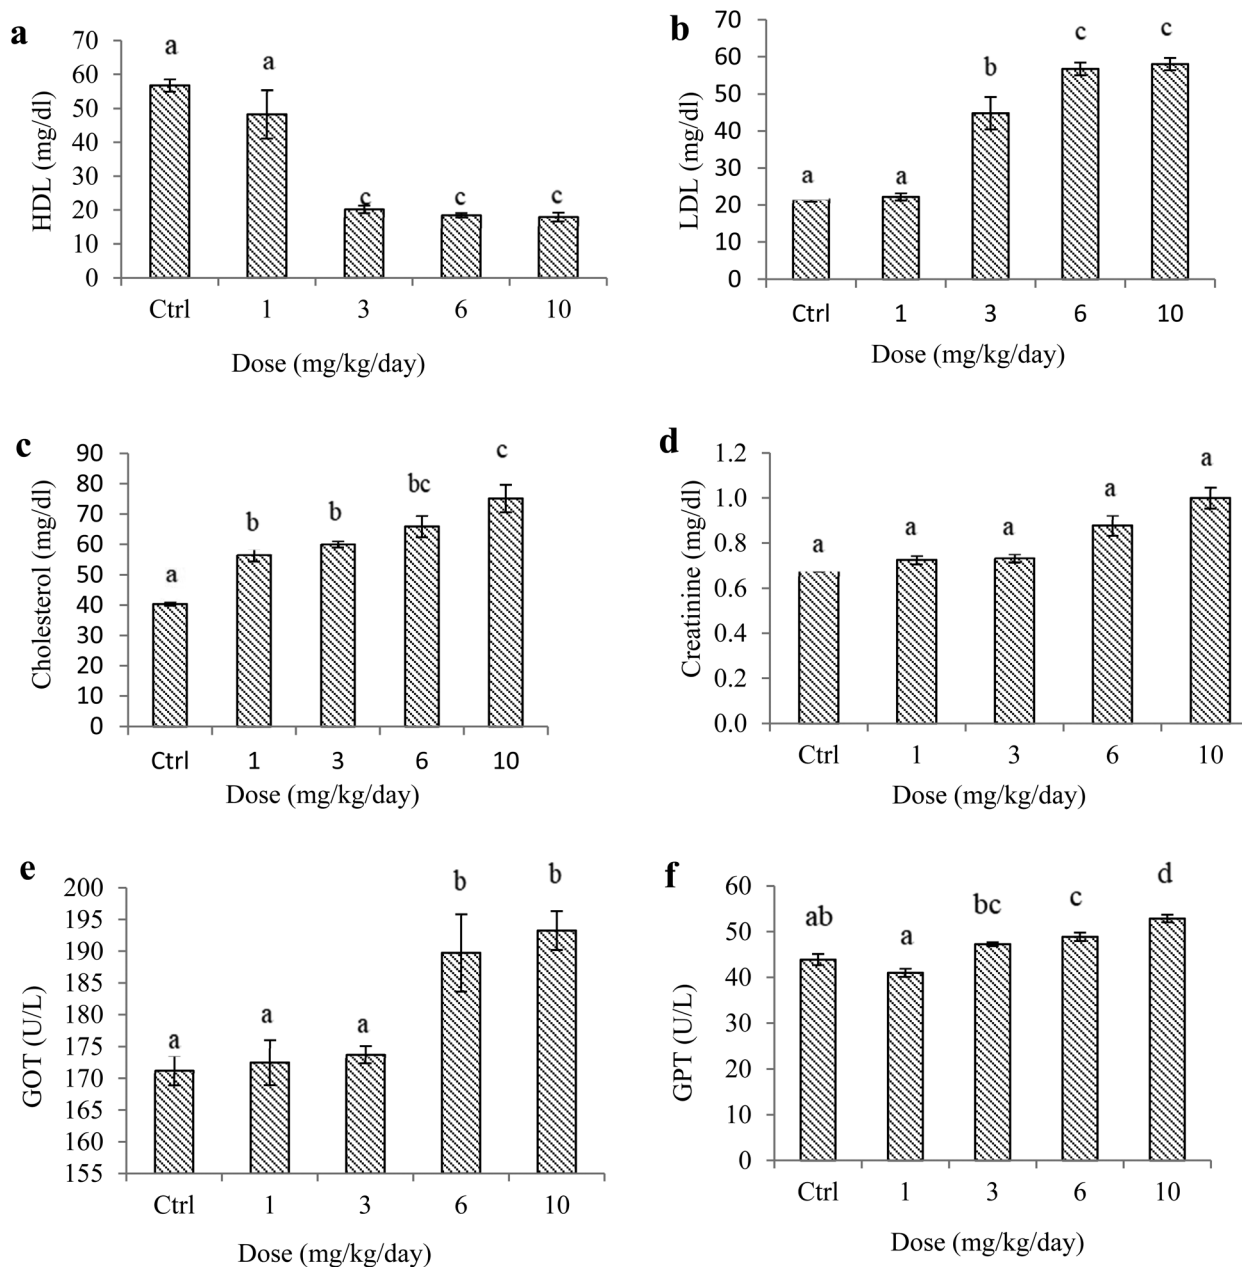 a
HDL (mg/dl)
70
60
50
40
30
20
10
0
a
a
c
c
c
Ctrl 1 3 6 10
Dose (mg/kg/day)
b
LDL (mg/dl)
70
60
50
40
30
20
10
0
a
a
b
c
c
Ctrl 1 3 6 10
Dose (mg/kg/day)
c
Cholesterol (mg/dl)
90
80
70
60
50
40
30
20
10
0
a
b
b
bc
c
Ctrl 1 3 6 10
Dose (mg/kg/day)
d
Creatinine (mg/dl)
1.2
1.0
0.8
0.6
0.4
0.2
0.0
a
a
a
a
a
Ctrl 1 3 6 10
Dose (mg/kg/day)
e
GOT (U/L)
200
195
190
185
180
175
170
165
160
155
a
a
a
b
b
Ctrl 1 3 6 10
Dose (mg/kg/day)
f
GPT (U/L)
60
50
40
30
20
10
0
ab
a
bc
c
d
Ctrl 1 3 6 10
Dose (mg/kg/day)